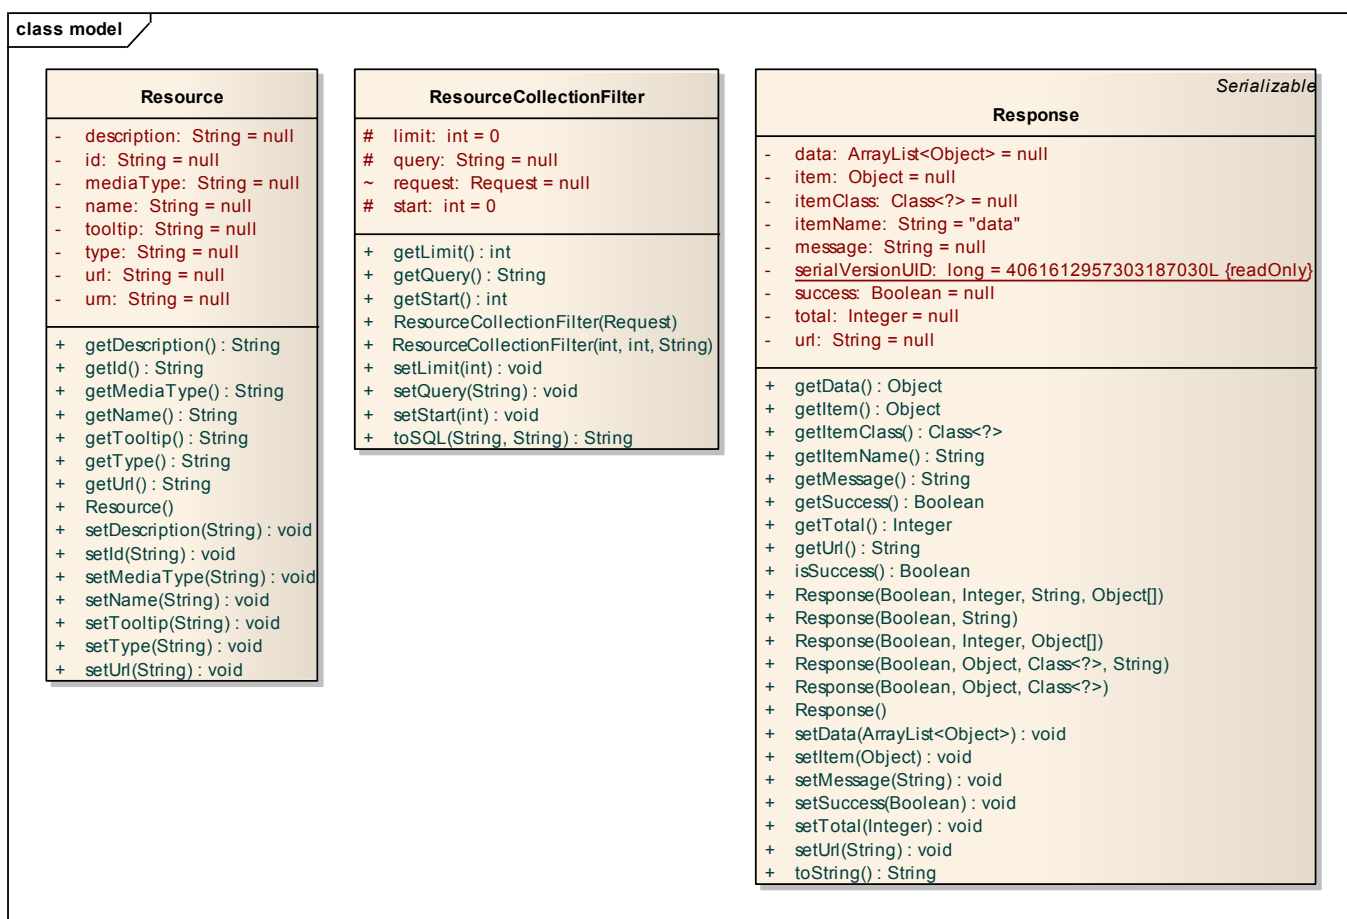 class model
Resource
- description: String = null
- id: String = null
- mediaType: String = null
- name: String = null
- tooltip: String = null
- type: String = null
- url: String = null
- urn: String = null
+ getDescription() : String
+ getId() : String
+ getMediaType() : String
+ getName() : String
+ getTooltip() : String
+ getType() : String
+ getUrl() : String
+ Resource()
+ setDescription(String) : void
+ setId(String) : void
+ setMediaType(String) : void
+ setName(String) : void
+ setTooltip(String) : void
+ setType(String) : void
+ setUrl(String) : void
ResourceCollectionFilter
# limit: int = 0
# query: String = null
~ request: Request = null
# start: int = 0
+ getLimit() : int
+ getQuery() : String
+ getStart() : int
+ ResourceCollectionFilter(Request)
+ ResourceCollectionFilter(int, int, String)
+ setLimit(int) : void
+ setQuery(String) : void
+ setStart(int) : void
+ toSQL(String, String) : String
Serializable
Response
- data: ArrayList<Object> = null
- item: Object = null
- itemClass: Class<?> = null
- itemName: String = "data"
- message: String = null
- serialVersionUID: long = 4061612957303187030L {readOnly}
- success: Boolean = null
- total: Integer = null
- url: String = null
+ getData() : Object
+ getItem() : Object
+ getItemClass() : Class<?>
+ getItemName() : String
+ getMessage() : String
+ getSuccess() : Boolean
+ getTotal() : Integer
+ getUrl() : String
+ isSuccess() : Boolean
+ Response(Boolean, Integer, String, Object[])
+ Response(Boolean, String)
+ Response(Boolean, Integer, Object[])
+ Response(Boolean, Object, Class<?>, String)
+ Response(Boolean, Object, Class<?>)
+ Response()
+ setData(ArrayList<Object>) : void
+ setItem(Object) : void
+ setMessage(String) : void
+ setSuccess(Boolean) : void
+ setTotal(Integer) : void
+ setUrl(String) : void
+ toString() : String